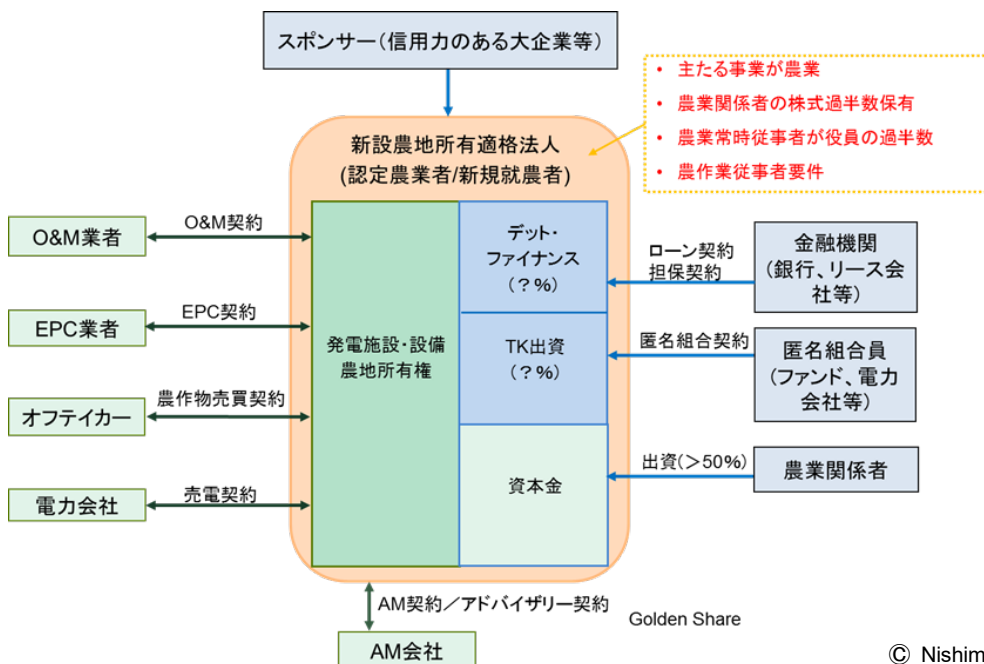 スポンサー(信用力のある大企業等)
• 主たる事業が農業
• 農業関係者の株式過半数保有
• 農業常時従事者が役員の過半数
• 農作業従事者要件
新設農地所有適格法人
(認定農業者/新規就農者)
O&M業者
O&M契約
EPC業者
EPC契約
オフテイカー
農作物売買契約
電力会社
売電契約
発電施設・設備
農地所有権
デット・
ファイナンス
(?%)
TK出資
(?%)
資本金
ローン契約
担保契約
金融機関
(銀行、リース会
社等)
匿名組合契約
匿名組合員
(ファンド、電力
会社等)
出資(>50%)
農業関係者
AM契約/アドバイザリー契約
Golden Share
AM会社
© Nishim